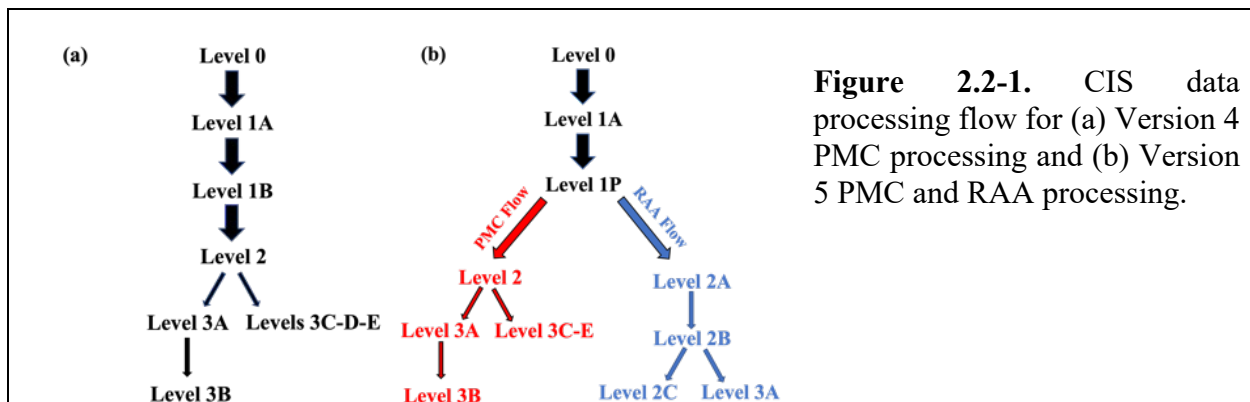 (a)
Level 0
Level 1A
Level 1B
Level 2
Level 3A Levels 3C-D-E
Level 3B
(b)
Level 0
Level 1A
Level 1P
PMC Flow
RAA Flow
Level 2
Level 3A Level 3C-E
Level 3B
Level 2A
Level 2B
Level 2C Level 3A
Figure 2.2-1. CIS data
processing flow for (a) Version 4
PMC processing and (b) Version
5 PMC and RAA processing.